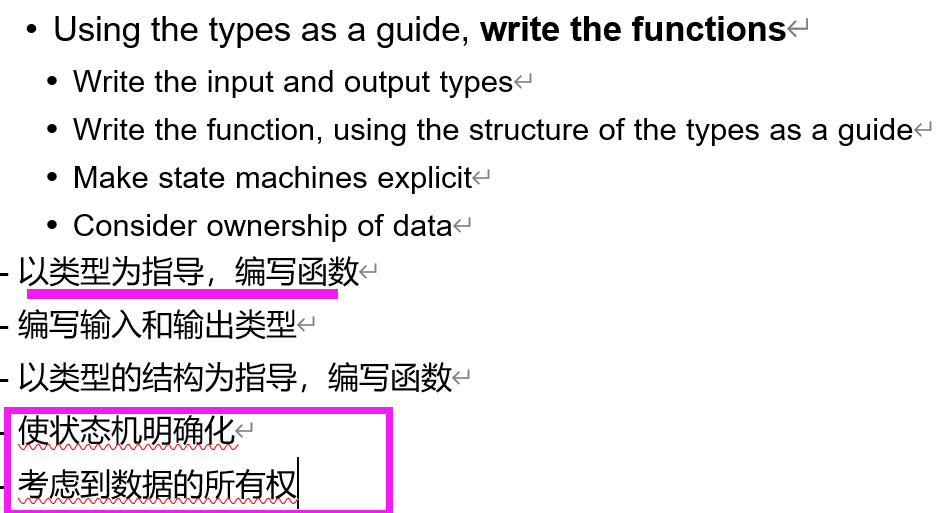 • Using the types as a guide, write the functions↵
• Write the input and output types↵
• Write the function, using the structure of the types as a guide↵
• Make state machines explicit↵
• Consider ownership of data↵
- 以类型为指导，编写函数↵
- 编写输入和输出类型↵
- 以类型的结构为指导，编写函数↵
- 使状态机明确化↵
- 考虑到数据的所有权